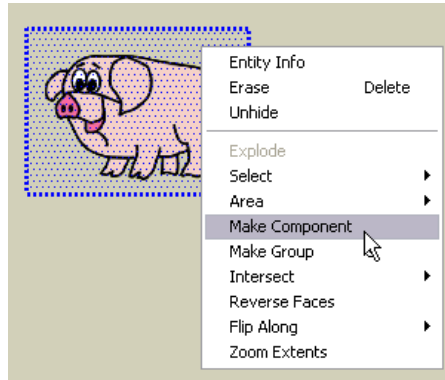 Entity Info
Erase Delete
Unhide
Explode
Select
Area
Make Component
Make Group
Intersect
Reverse Faces
Flip Along
Zoom Extents